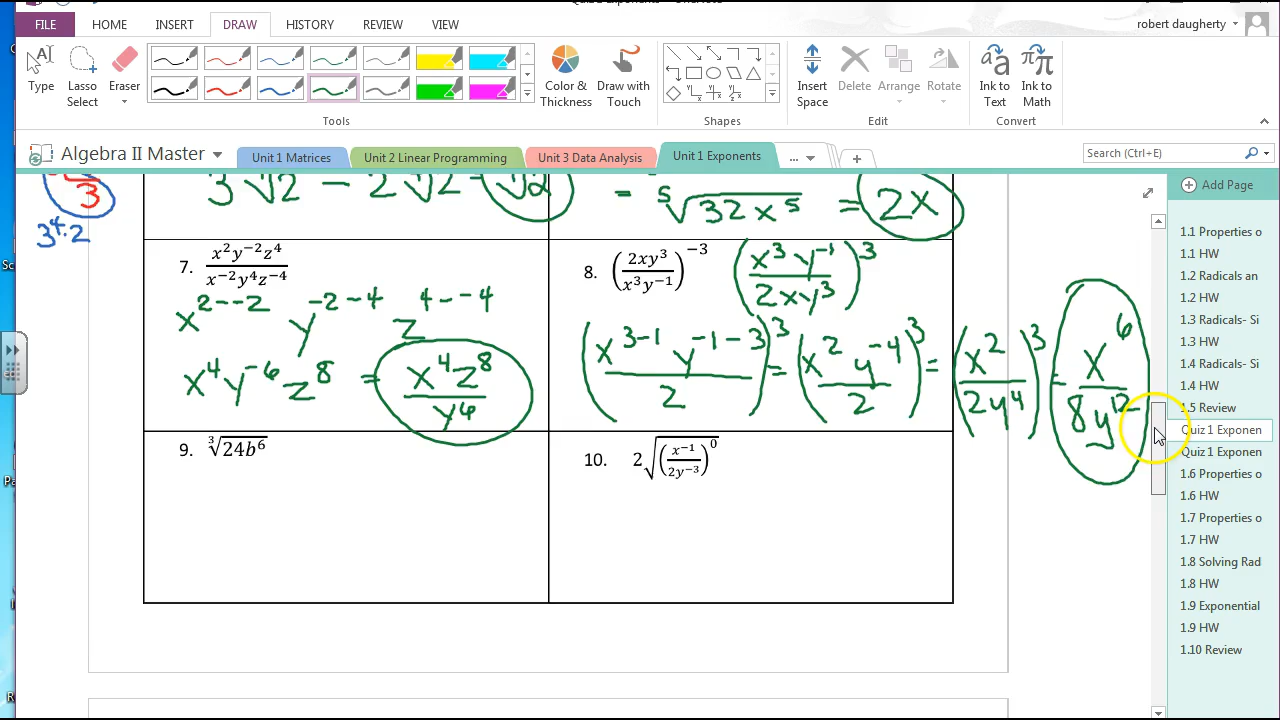 FILE HOME INSERT DRAW HISTORY REVIEW VIEW
robert daugherty
Type
Lasso Select
Eraser
Color & Thickness
Draw with Touch
Insert Space
Delete
Arrange
Rotate
Ink to Text
Ink to Math
Tools
Shapes
Edit
Convert
Algebra II Master
Unit 1 Matrices
Unit 2 Linear Programming
Unit 3 Data Analysis
Unit 1 Exponents
...
Search (Ctrl+E)
Add Page
3
3⁴·2
3 √2 − 2 √2 = √2
= ⁵√32x⁵ = 2x
7. x²y⁻²z⁴ / x⁻²y⁴z⁻⁴
x²⁻⁻² y⁻²⁻⁴ z⁴⁻⁻⁴
x⁴y⁻⁶z⁸ = x⁴z⁸ / y⁶
8. (2xy³ / x³y⁻¹)⁻³ (x³y⁻¹ / 2xy³)³
(x³⁻¹ y⁻¹⁻³ / 2)³ = (x² y⁻⁴ / 2)³ = (x² / 2y⁴)³ = x⁶ / 8y¹²
9. ³√24b⁶
10. 2√(x⁻¹ / 2y⁻³)⁰
1.1 Properties o
1.1 HW
1.2 Radicals an
1.2 HW
1.3 Radicals- Si
1.3 HW
1.4 Radicals- Si
1.4 HW
1.5 Review
Quiz 1 Exponen
Quiz 1 Exponen
1.6 Properties o
1.6 HW
1.7 Properties o
1.7 HW
1.8 Solving Rad
1.8 HW
1.9 Exponential
1.9 HW
1.10 Review